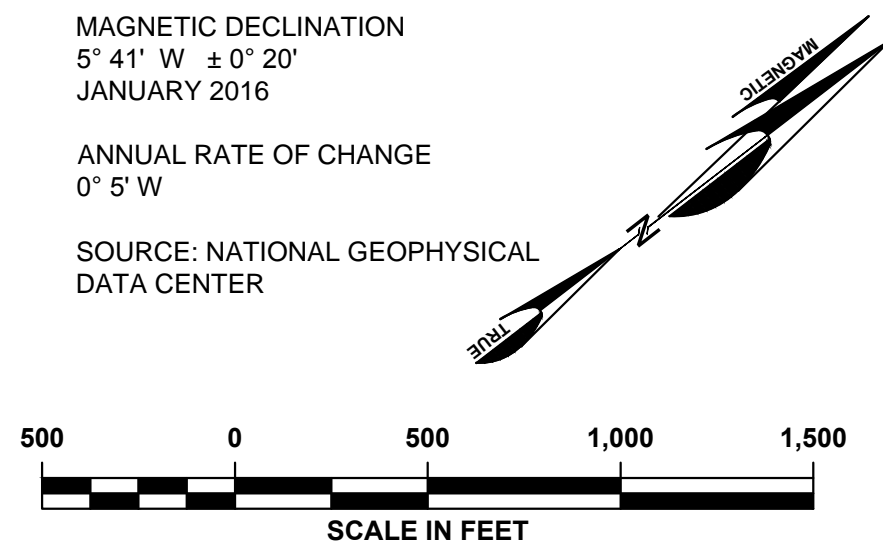 MAGNETIC DECLINATION
5° 41' W ± 0° 20'
JANUARY 2016
ANNUAL RATE OF CHANGE
0° 5' W
SOURCE: NATIONAL GEOPHYSICAL
DATA CENTER
MAGNETIC
N
TRUE
500 0 500 1,000 1,500
SCALE IN FEET